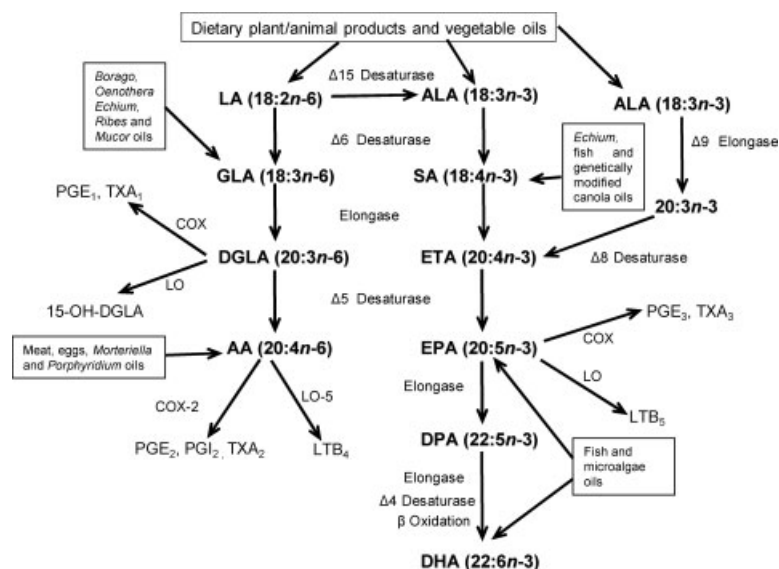 Dietary plant/animal products and vegetable oils
Borago,
Oenothera
Echium,
Ribes and
Mucor oils
LA (18:2n-6)
Δ15 Desaturase
ALA (18:3n-3)
ALA (18:3n-3)
Δ6 Desaturase
Δ9 Elongase
GLA (18:3n-6)
SA (18:4n-3)
Echium,
fish and
genetically
modified
canola oils
20:3n-3
PGE₁, TXA₁
COX
Elongase
DGLA (20:3n-6)
ETA (20:4n-3)
Δ8 Desaturase
LO
15-OH-DGLA
Δ5 Desaturase
PGE₃, TXA₃
Meat, eggs, Morteriella
and Porphyridium oils
AA (20:4n-6)
EPA (20:5n-3)
COX
LO
LTB₅
COX-2
LO-5
Elongase
PGE₂, PGI₂, TXA₂
LTB₄
DPA (22:5n-3)
Fish and
microalgae
oils
Elongase
Δ4 Desaturase
β Oxidation
DHA (22:6n-3)